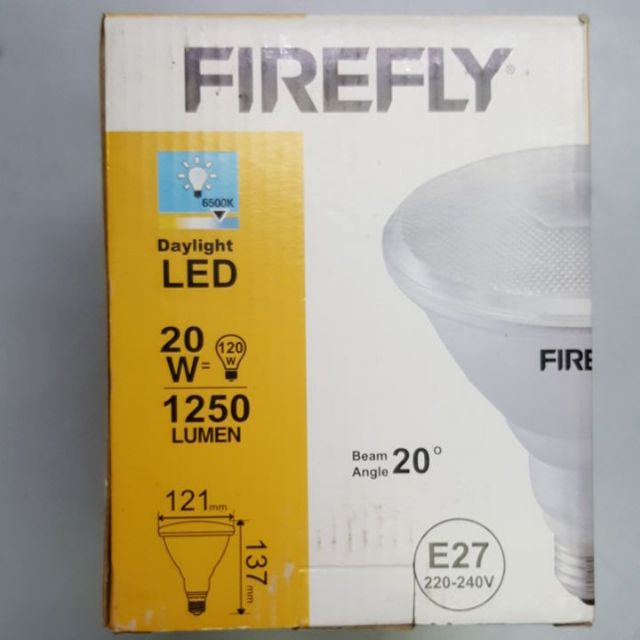 FIREFLY®
6500K
Daylight
LED
20
W=
120
W
1250
LUMEN
121mm
137mm
FIRE
Beam
Angle 20°
E27
220-240V